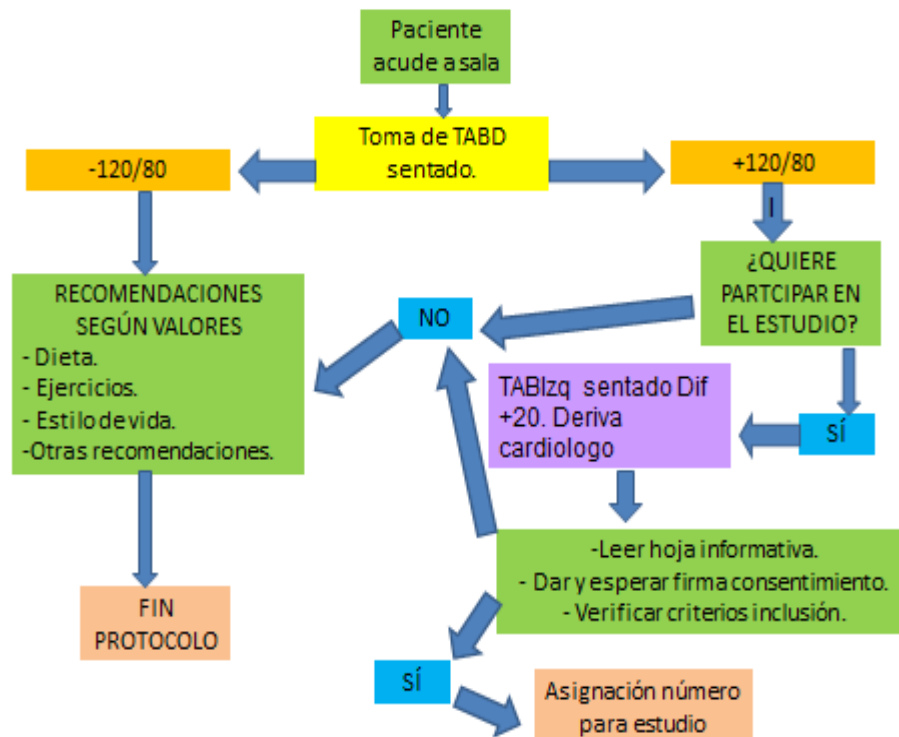 Paciente
acude a sala
Toma de TABD
sentado.
-120/80
+120/80
I
¿QUIERE
PARTCIPAR EN
EL ESTUDIO?
RECOMENDACIONES
SEGÚN VALORES
- Dieta.
- Ejercicios.
- Estilo de vida.
-Otras recomendaciones.
NO
TABIzq sentado Dif
+20. Deriva
cardiologo
SÍ
-Leer hoja informativa.
- Dar y esperar firma consentimiento.
- Verificar criterios inclusión.
FIN
PROTOCOLO
SÍ
Asignación número
para estudio